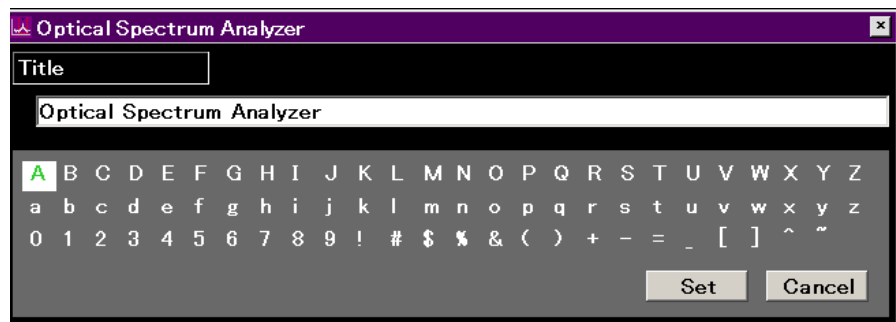 Optical Spectrum Analyzer
Title
Optical Spectrum Analyzer
A B C D E F G H I J K L M N O P Q R S T U V W X Y Z
a b c d e f g h i j k l m n o p q r s t u v w x y z
0 1 2 3 4 5 6 7 8 9 ! # $ % & ( ) + - = _ [ ] ^ ~
Set Cancel